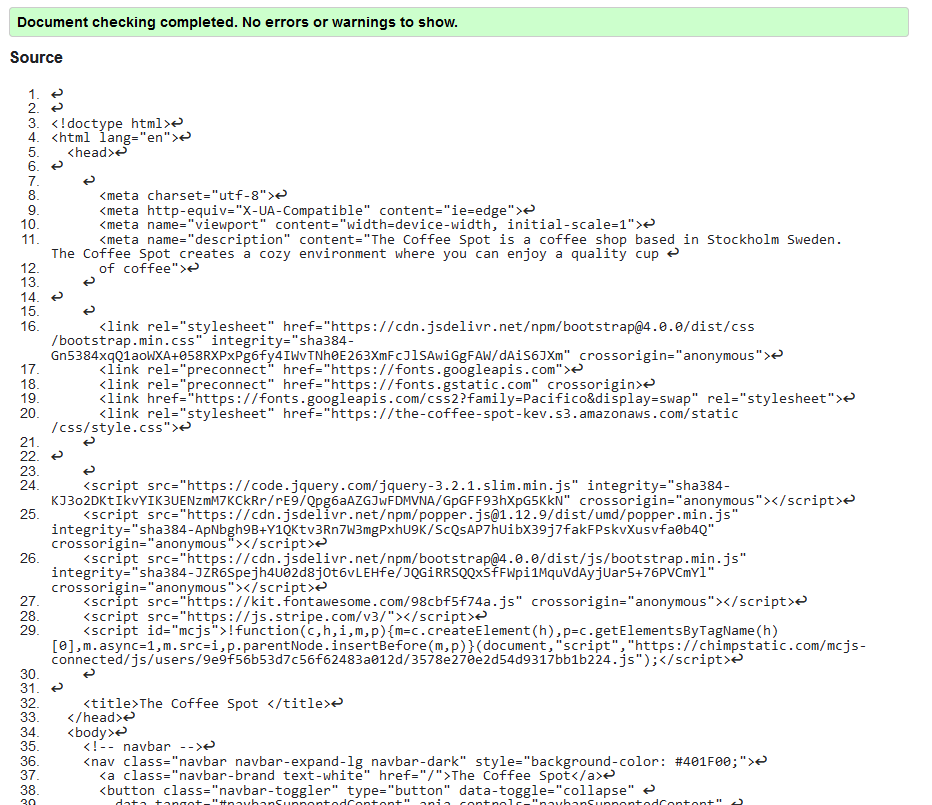 Document checking completed. No errors or warnings to show.
Source
1. ↩
2. ↩
3. <!doctype html>↩
4. <html lang="en">↩
5. <head>↩
6. ↩
7. ↩
8. <meta charset="utf-8">↩
9. <meta http-equiv="X-UA-Compatible" content="ie=edge">↩
10. <meta name="viewport" content="width=device-width, initial-scale=1">↩
11. <meta name="description" content="The Coffee Spot is a coffee shop based in Stockholm Sweden.
The Coffee Spot creates a cozy environment where you can enjoy a quality cup ↩
12. of coffee">↩
13. ↩
14. ↩
15. ↩
16. <link rel="stylesheet" href="https://cdn.jsdelivr.net/npm/bootstrap@4.0.0/dist/css
/bootstrap.min.css" integrity="sha384-
Gn5384xqQ1aoWXA+058RXPxPg6fy4IWvTNh0E263XmFcJlSAwiGgFAW/dAiS6JXm" crossorigin="anonymous">↩
17. <link rel="preconnect" href="https://fonts.googleapis.com">↩
18. <link rel="preconnect" href="https://fonts.gstatic.com" crossorigin>↩
19. <link href="https://fonts.googleapis.com/css2?family=Pacifico&display=swap" rel="stylesheet">↩
20. <link rel="stylesheet" href="https://the-coffee-spot-kev.s3.amazonaws.com/static
/css/style.css">↩
21. ↩
22. ↩
23. ↩
24. <script src="https://code.jquery.com/jquery-3.2.1.slim.min.js" integrity="sha384-
KJ3o2DKtIkvYIK3UENzmM7KCkRr/rE9/Qpg6aAZGJwFDMVNA/GpGFF93hXpG5KkN" crossorigin="anonymous"></script>↩
25. <script src="https://cdn.jsdelivr.net/npm/popper.js@1.12.9/dist/umd/popper.min.js"
integrity="sha384-ApNbgh9B+Y1QKtv3Rn7W3mgPxhU9K/ScQsAP7hUibX39j7fakFPskvXusvfa0b4Q"
crossorigin="anonymous"></script>↩
26. <script src="https://cdn.jsdelivr.net/npm/bootstrap@4.0.0/dist/js/bootstrap.min.js"
integrity="sha384-JZR6Spejh4U02d8jOt6vLEHfe/JQGiRRSQQxSfFWpi1MquVdAyjUar5+76PVCmYl"
crossorigin="anonymous"></script>↩
27. <script src="https://kit.fontawesome.com/98cbf5f74a.js" crossorigin="anonymous"></script>↩
28. <script src="https://js.stripe.com/v3/"></script>↩
29. <script id="mcjs">!function(c,h,i,m,p){m=c.createElement(h),p=c.getElementsByTagName(h)
[0],m.async=1,m.src=i,p.parentNode.insertBefore(m,p)}(document,"script","https://chimpstatic.com/mcjs-
connected/js/users/9e9f56b53d7c56f62483a012d/3578e270e2d54d9317bb1b224.js");</script>↩
30. ↩
31. ↩
32. <title>The Coffee Spot </title>↩
33. </head>↩
34. <body>↩
35. <!-- navbar -->↩
36. <nav class="navbar navbar-expand-lg navbar-dark" style="background-color: #401F00;">↩
37. <a class="navbar-brand text-white" href="/">The Coffee Spot</a>↩
38. <button class="navbar-toggler" type="button" data-toggle="collapse" ↩
39. data-target="#navbarSupportedContent" aria-controls="navbarSupportedContent" ↩